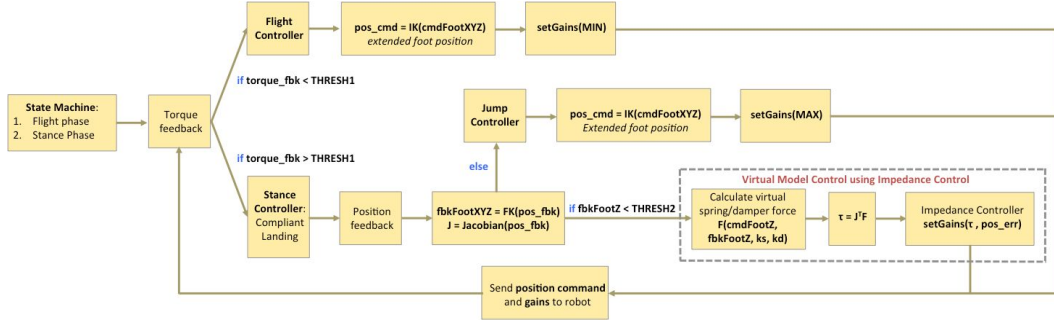 Flight
Controller
pos_cmd = IK(cmdFootXYZ)
extended foot position
setGains(MIN)
if torque_fbk < THRESH1
State Machine:
1. Flight phase
2. Stance Phase
Torque
feedback
Jump
Controller
pos_cmd = IK(cmdFootXYZ)
Extended foot position
setGains(MAX)
if torque_fbk > THRESH1
else
Stance
Controller:
Compliant
Landing
Position
feedback
fbkFootXYZ = FK(pos_fbk)
J = Jacobian(pos_fbk)
if fbkFootZ < THRESH2
Virtual Model Control using Impedance Control
Calculate virtual
spring/damper force
F(cmdFootZ,
fbkFootZ, ks, kd)
τ = JᵀF
Impedance Controller
setGains(τ , pos_err)
Send position command
and gains to robot